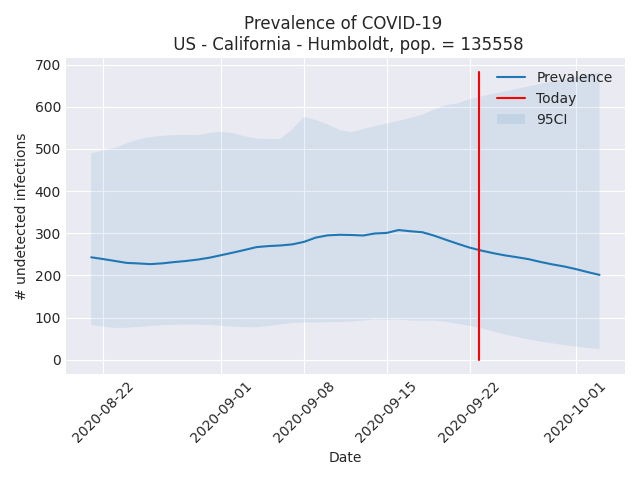 Prevalence of COVID-19
US - California - Humboldt, pop. = 135558
700
600
500
400
300
200
100
0
# undetected infections
Prevalence
Today
95CI
2020-08-22
2020-09-01
2020-09-08
2020-09-15
2020-09-22
2020-10-01
Date